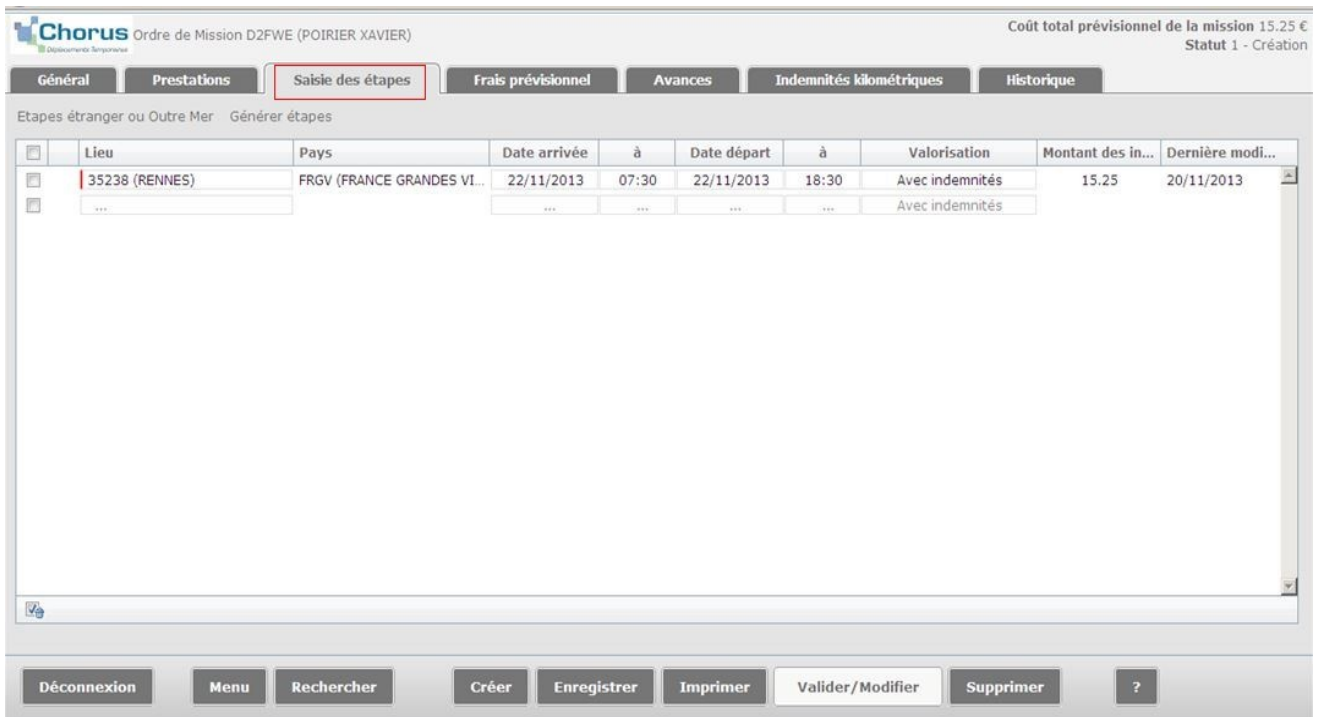 Chorus Ordre de Mission D2FWE (POIRIER XAVIER)
Déplacements Temporaires
Coût total prévisionnel de la mission 15.25 €
Statut 1 - Création
Général Prestations Saisie des étapes Frais prévisionnel Avances Indemnités kilométriques Historique
Etapes étranger ou Outre Mer Générer étapes
Lieu Pays Date arrivée à Date départ à Valorisation Montant des in... Dernière modi...
35238 (RENNES) FRGV (FRANCE GRANDES VI... 22/11/2013 07:30 22/11/2013 18:30 Avec indemnités 15.25 20/11/2013
... ... ... ... ... Avec indemnités
Déconnexion Menu Rechercher Créer Enregistrer Imprimer Valider/Modifier Supprimer ?